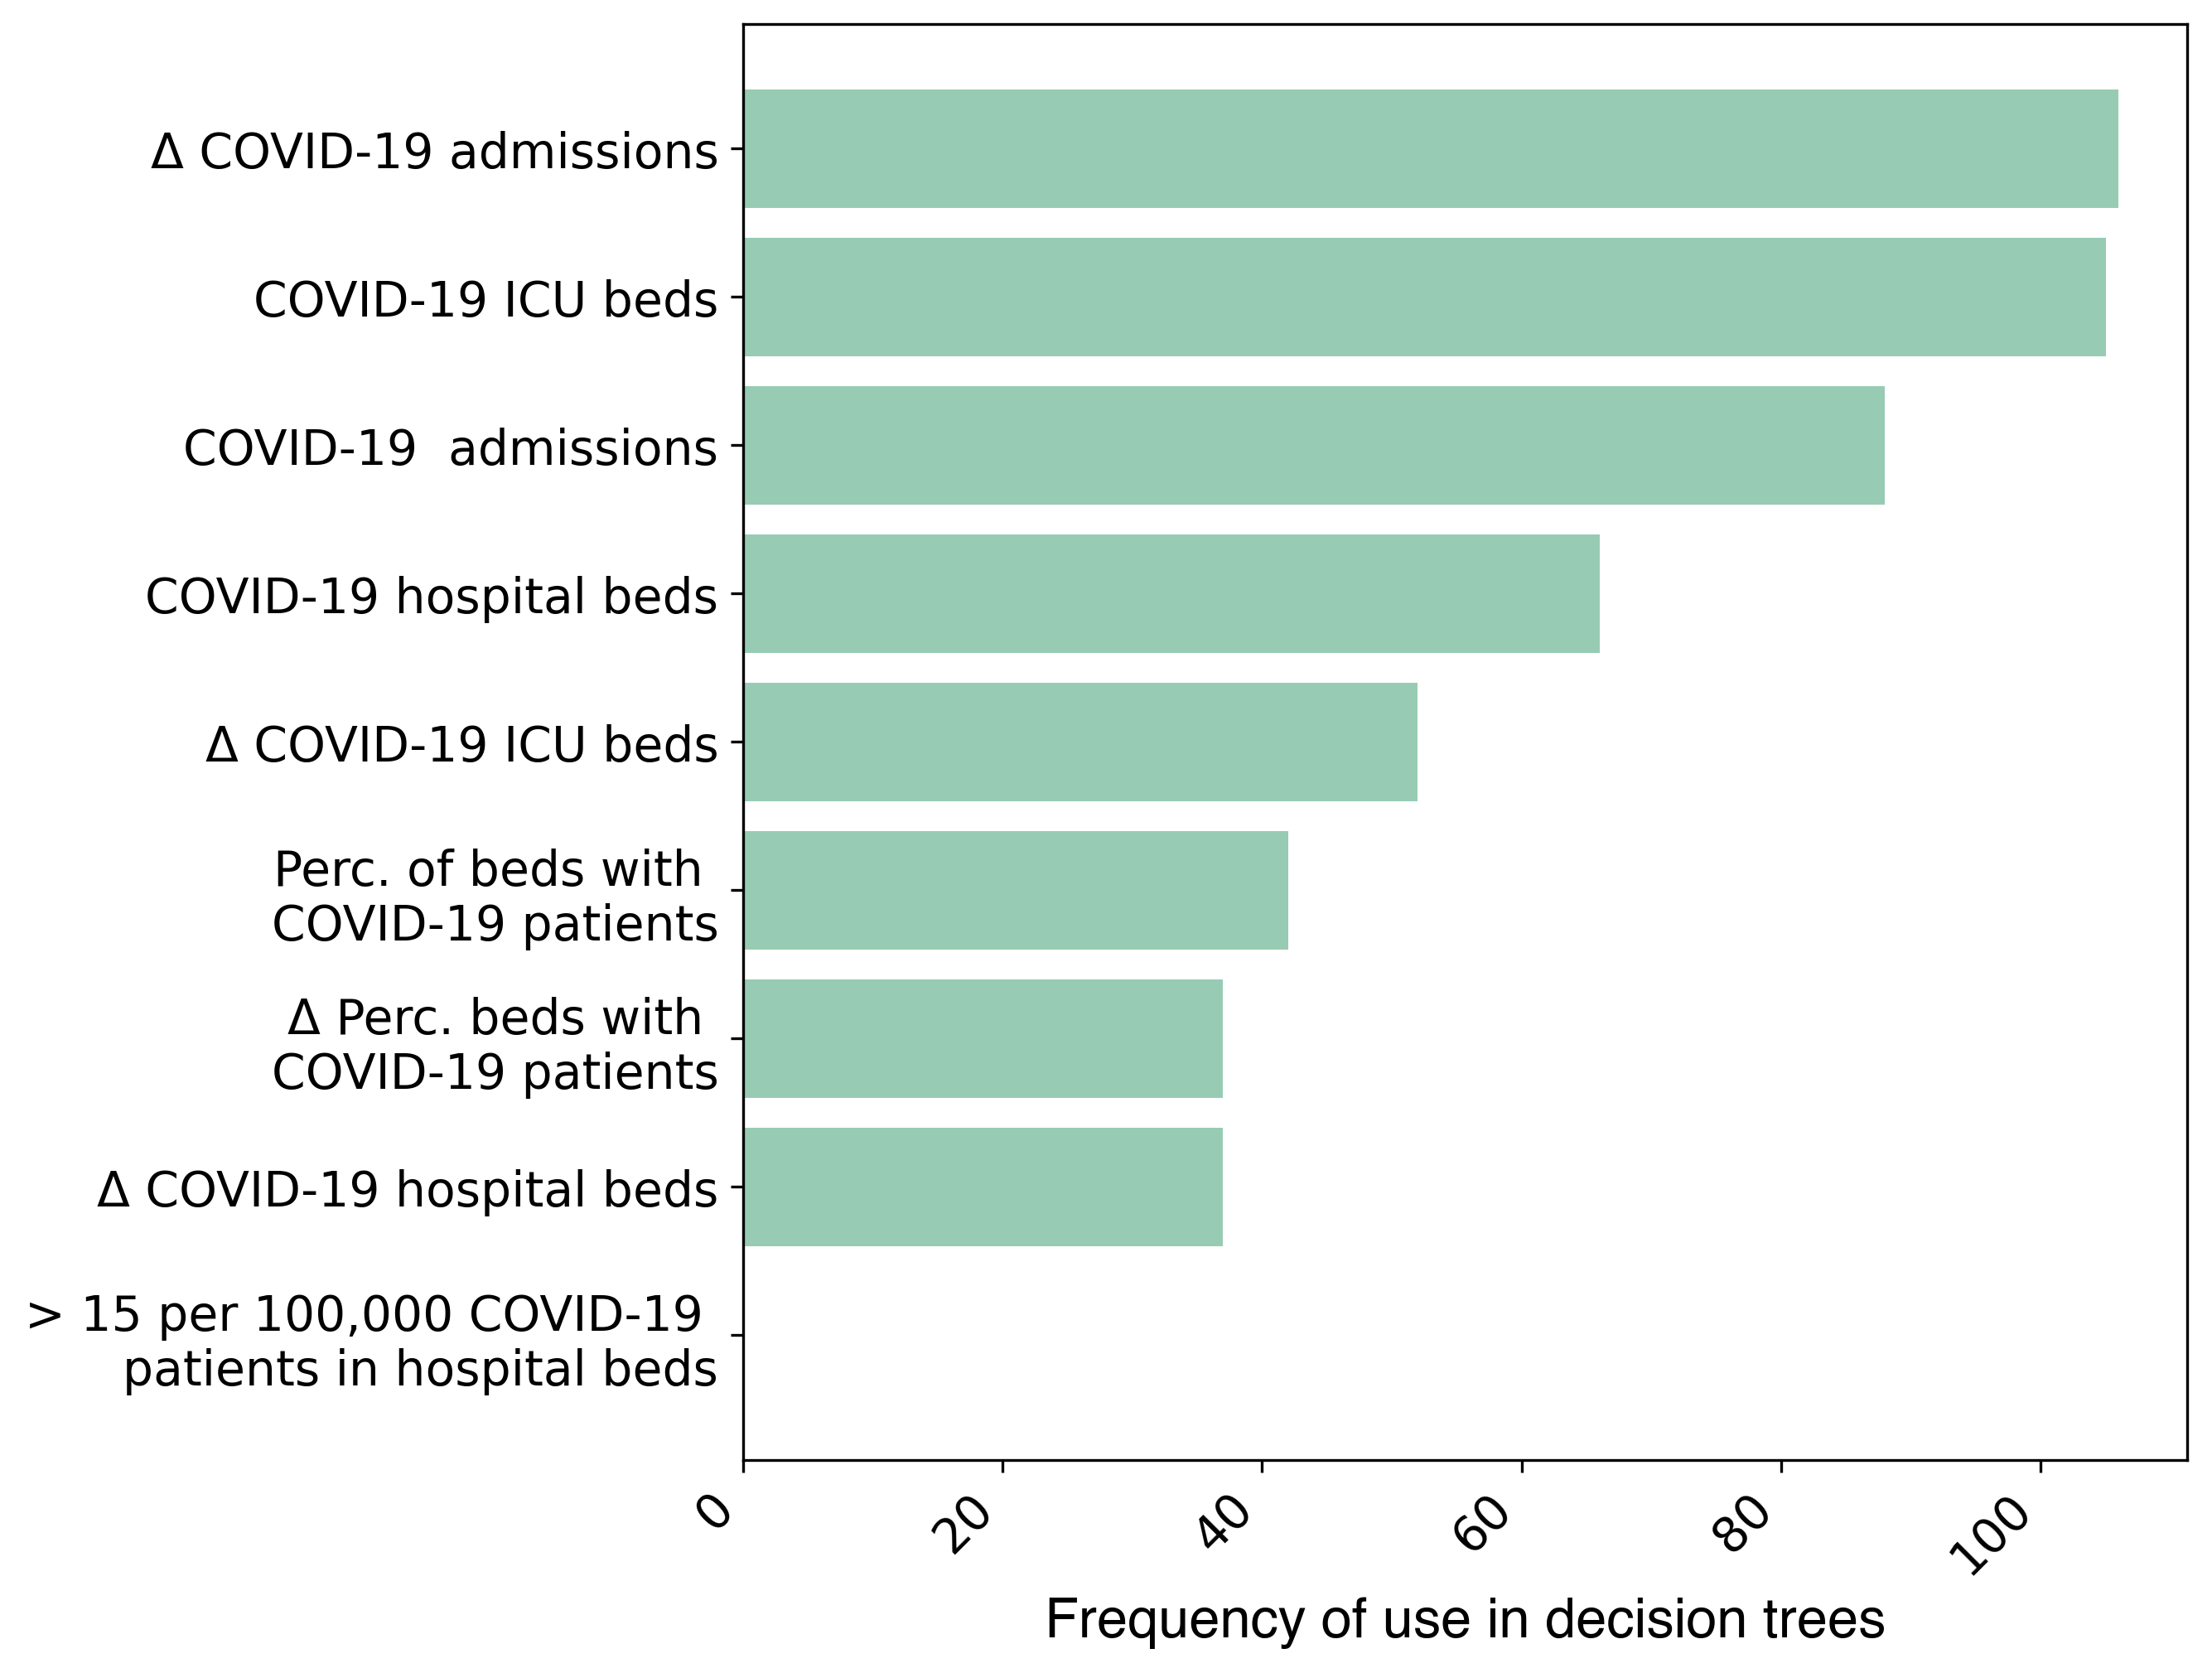 Δ COVID-19 admissions
COVID-19 ICU beds
COVID-19  admissions
COVID-19 hospital beds
Δ COVID-19 ICU beds
Perc. of beds with
COVID-19 patients
Δ Perc. beds with
COVID-19 patients
Δ COVID-19 hospital beds
> 15 per 100,000 COVID-19
patients in hospital beds
0
20
40
60
80
100
Frequency of use in decision trees